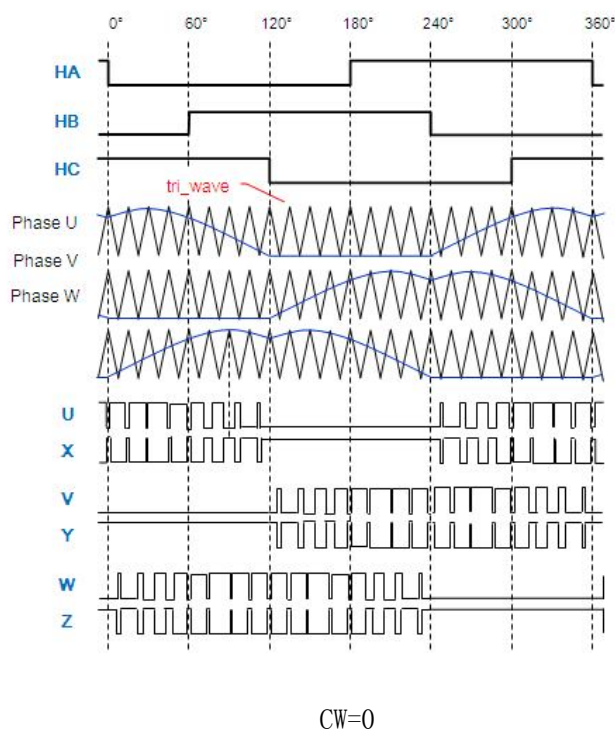 0° 60° 120° 180° 240° 300° 360°
HA
HB
HC
tri_wave
Phase U
Phase V
Phase W
U
X
V
Y
W
Z
CW=0